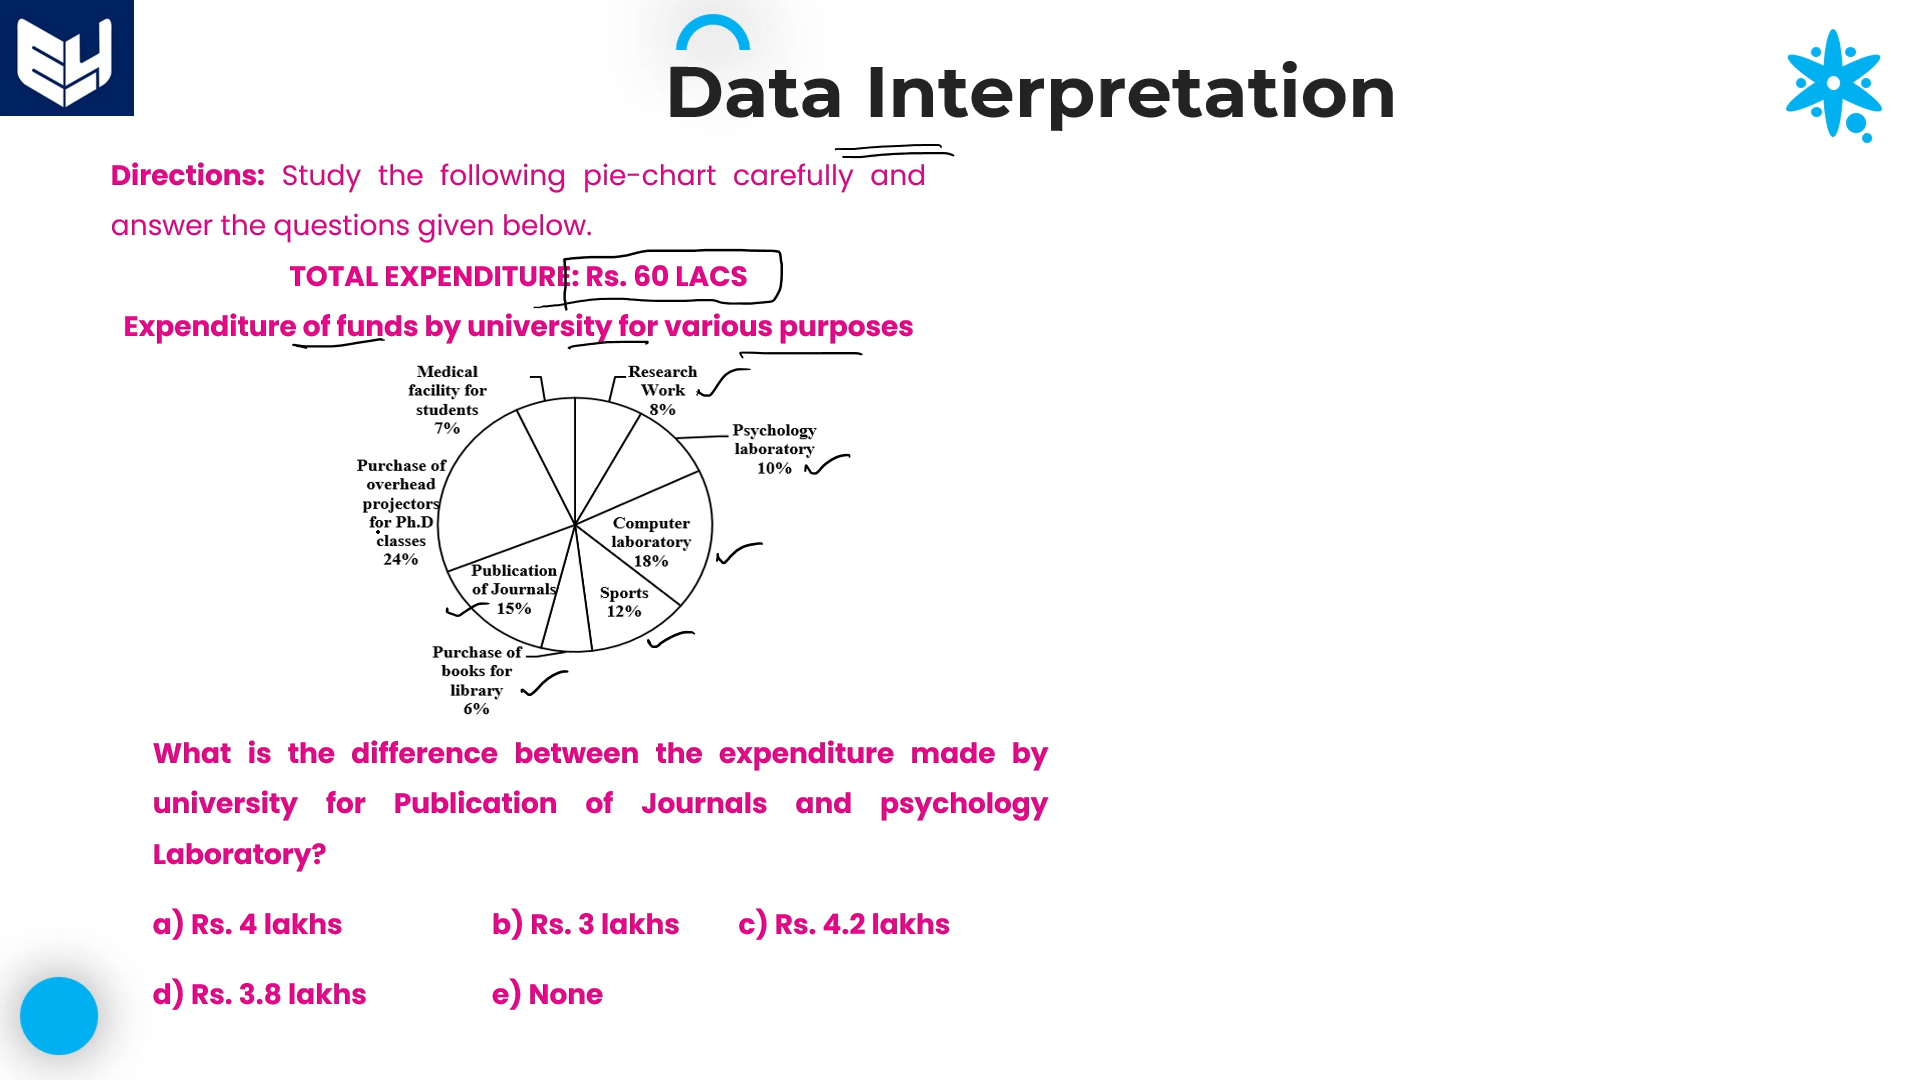 Data Interpretation
Directions: Study the following pie-chart carefully and
answer the questions given below.
TOTAL EXPENDITURE: Rs. 60 LACS
Expenditure of funds by university for various purposes
Medical
facility for
students
7%
Research
Work
8%
Psychology
laboratory
10%
Purchase of
overhead
projectors
for Ph.D
classes
24%
Computer
laboratory
18%
Publication
of Journals
15%
Sports
12%
Purchase of
books for
library
6%
What is the difference between the expenditure made by
university for Publication of Journals and psychology
Laboratory?
a) Rs. 4 lakhs b) Rs. 3 lakhs c) Rs. 4.2 lakhs
d) Rs. 3.8 lakhs e) None